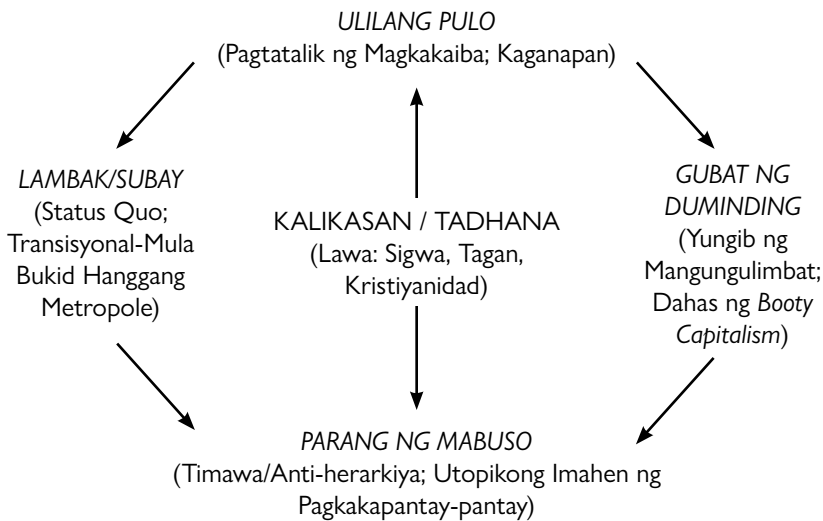 ULILANG PULO
(Pagtatalik ng Magkakaiba; Kaganapan)
LAMBAK/SUBAY
(Status Quo;
Transisyonal-Mula
Bukid Hanggang
Metropole)
KALIKASAN / TADHANA
(Lawa: Sigwa, Tagan,
Kristiyanidad)
GUBAT NG
DUMINDING
(Yungib ng
Mangungulimbat;
Dahas ng Booty
Capitalism)
PARANG NG MABUSO
(Timawa/Anti-herarkiya; Utopikong Imahen ng
Pagkakapantay-pantay)